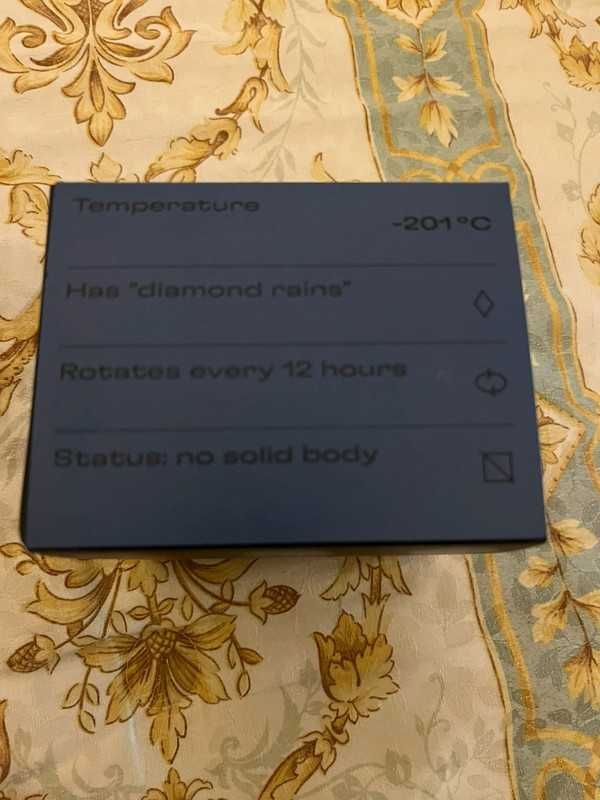 Temperature
-201°C
Has "diamond rains"
Rotates every 12 hours
Status: no solid body